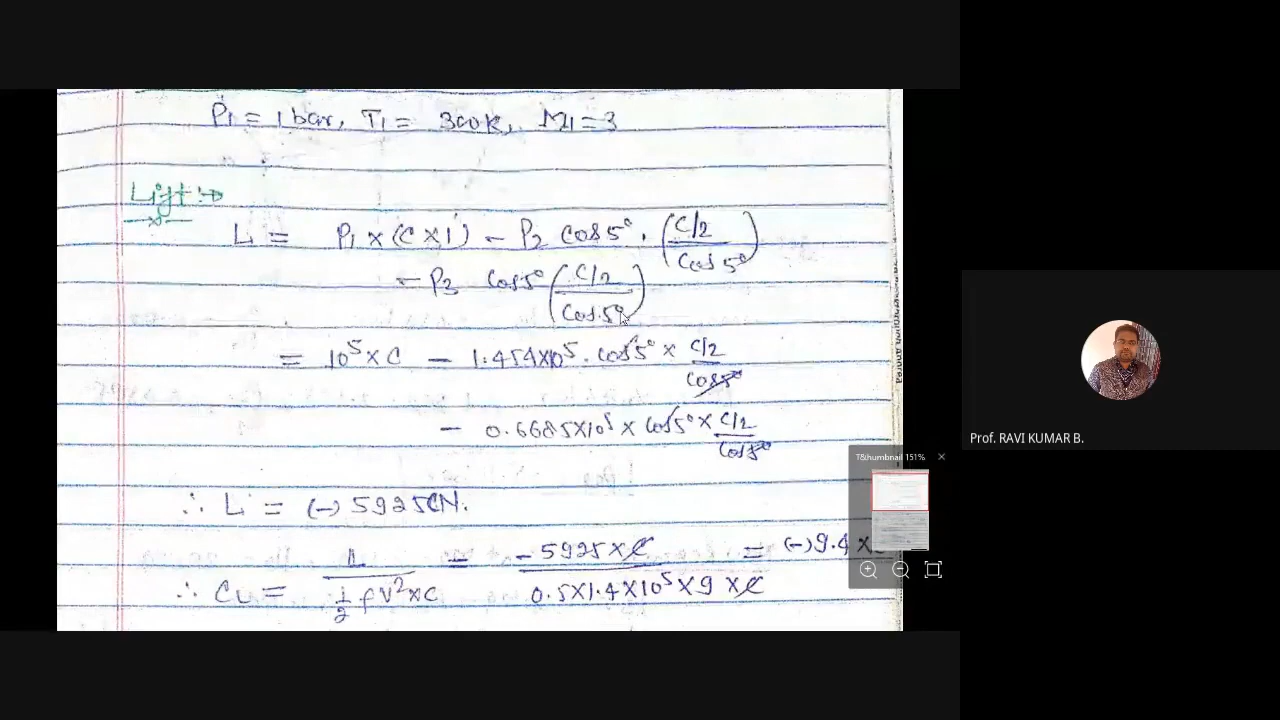 P1 = 1 bar, T1 = 300K, M1 = 3
Lift :→
L = P1 × (C × 1) - P2 cos 5° · (C/2 / cos 5°)
- P3 cos 5° (C/2 / cos 5°)
= 10^5 × C - 1.454×10^5 · cos 5° × C/2 / cos 5°
- 0.6685×10^5 × cos 5° × C/2 / cos 5°
∴ L = (-) 5925 CN.
∴ CL = L / ½ ρV² × C = -5925 × C / 0.5×1.4×10^5×9 × C = (-) 9.4 ×
T&thumbnail 151%
Prof. RAVI KUMAR B.